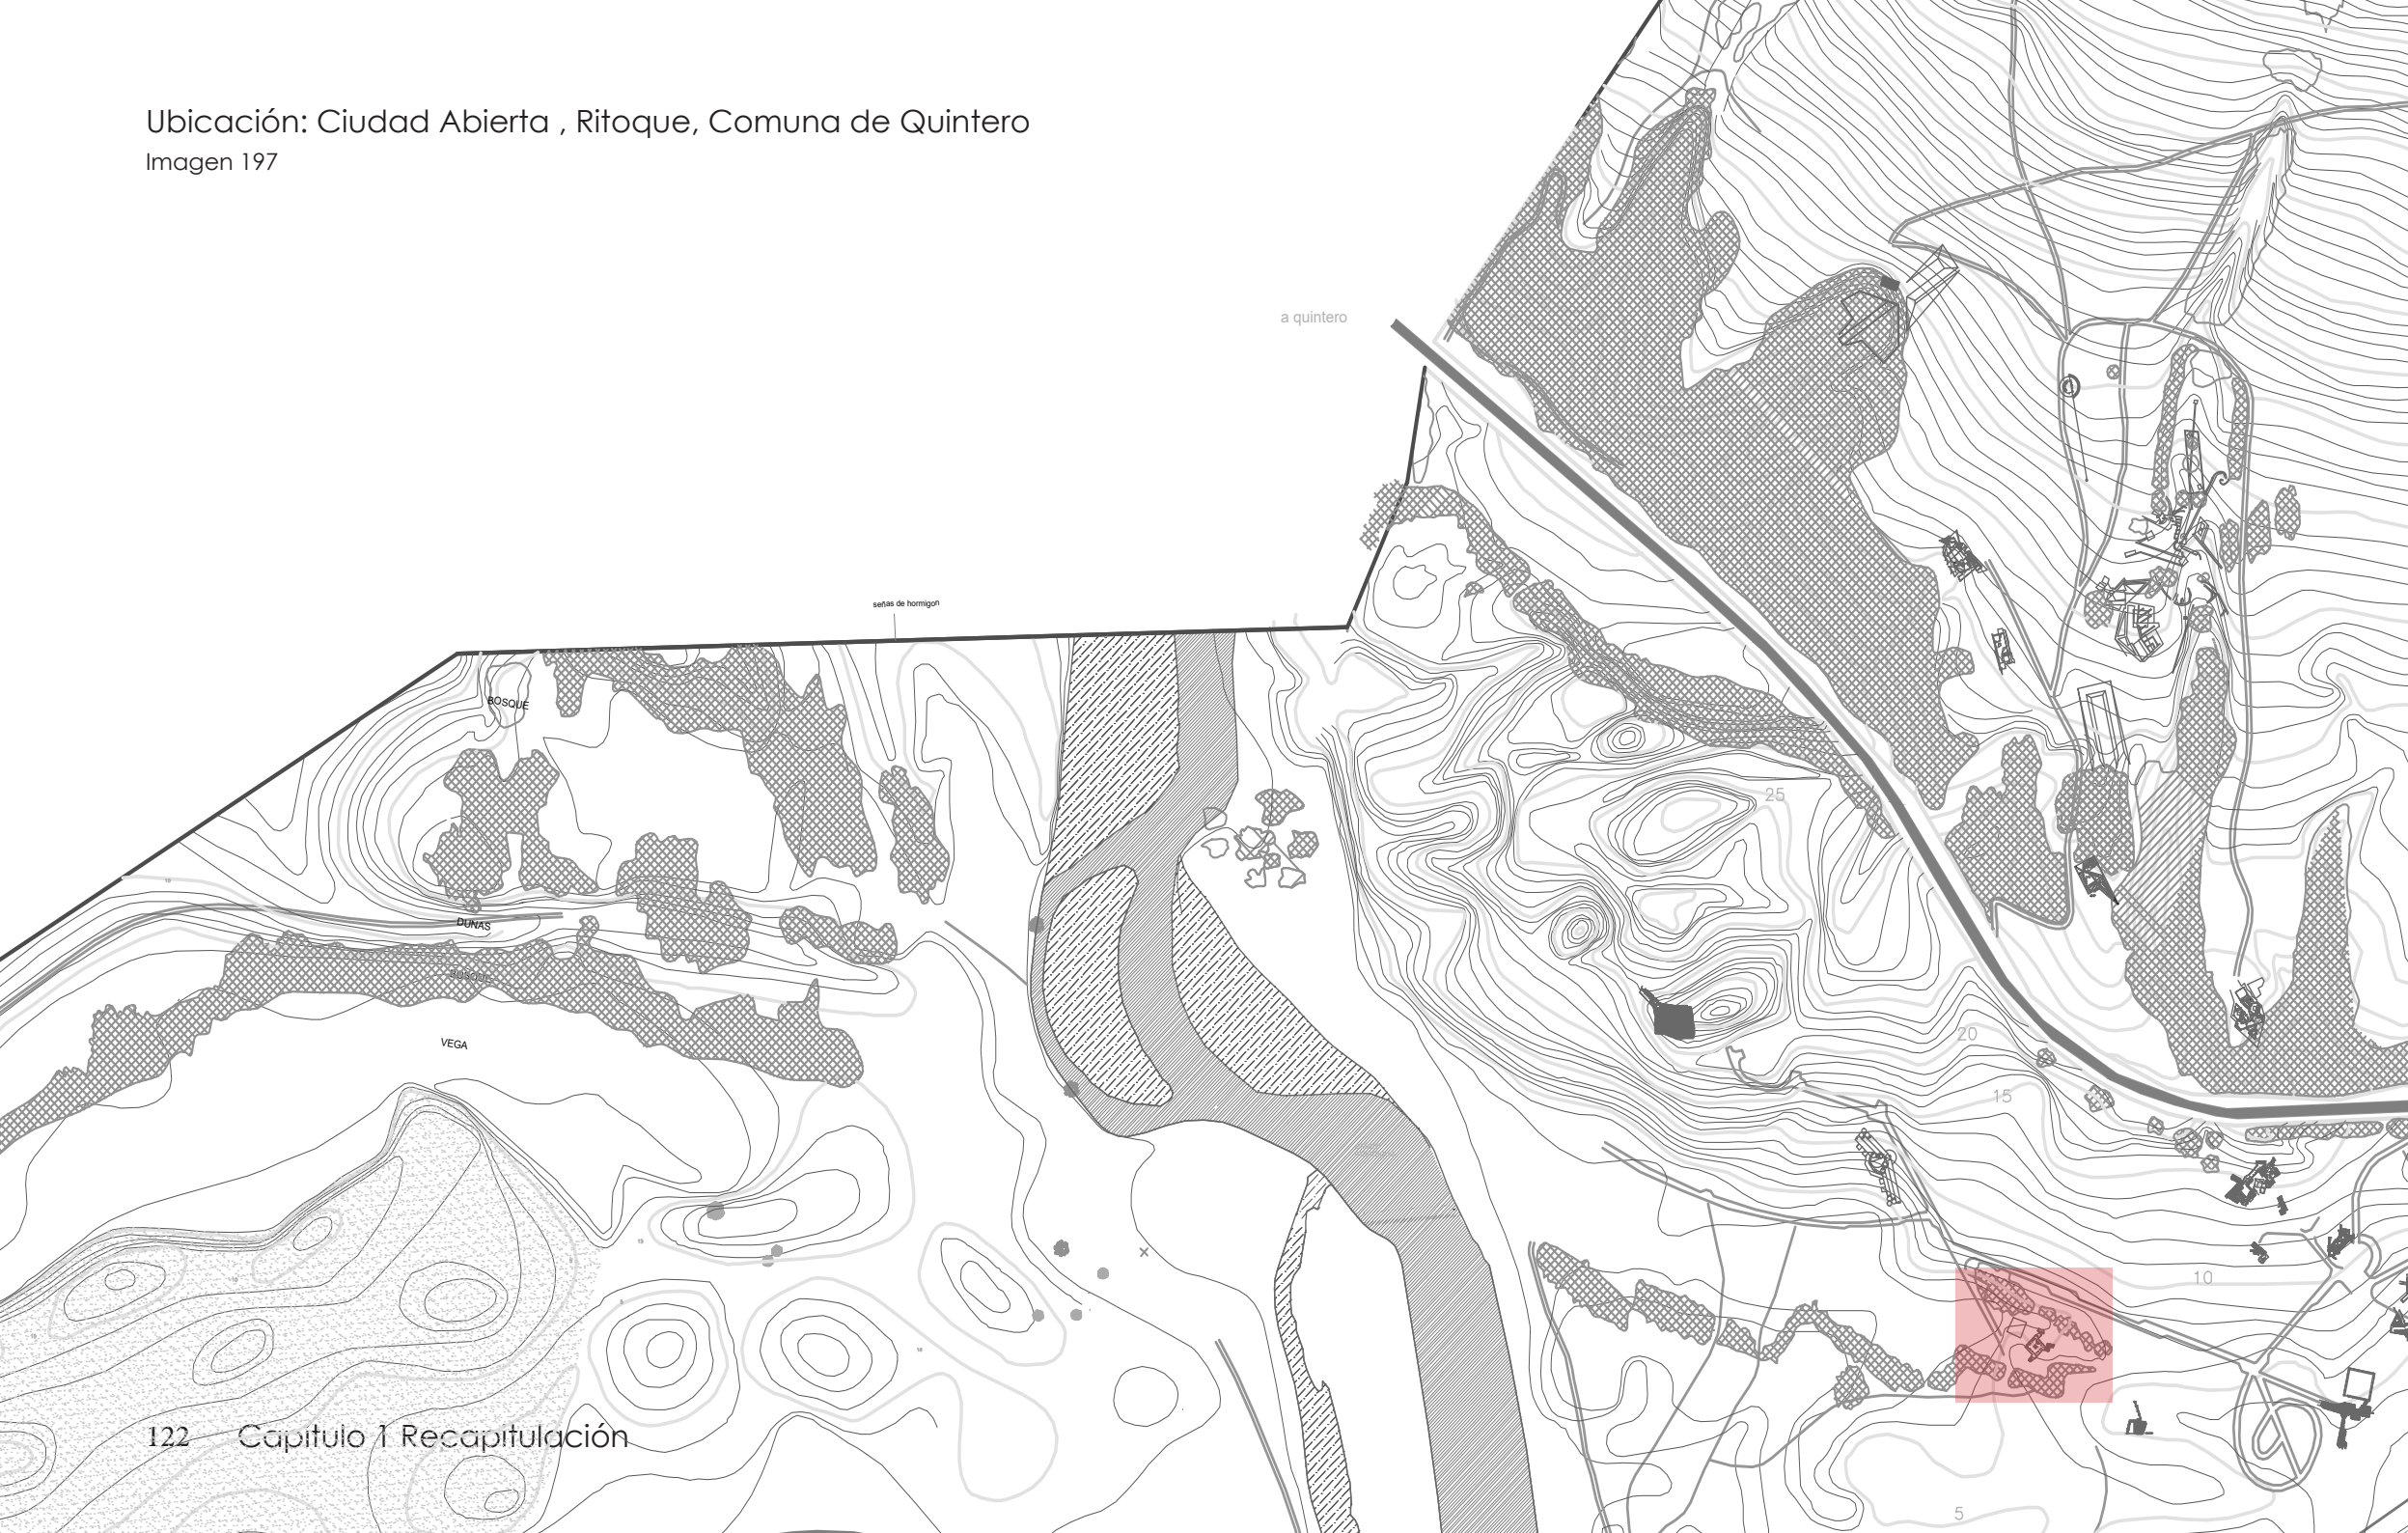 Ubicación: Ciudad Abierta , Ritoque, Comuna de Quintero
Imagen 197
a quintero
señas de hormigon
BOSQUE
25
DUNAS
BOSQUE
20
VEGA
15
10
5
122 Capitulo 1 Recapitulación